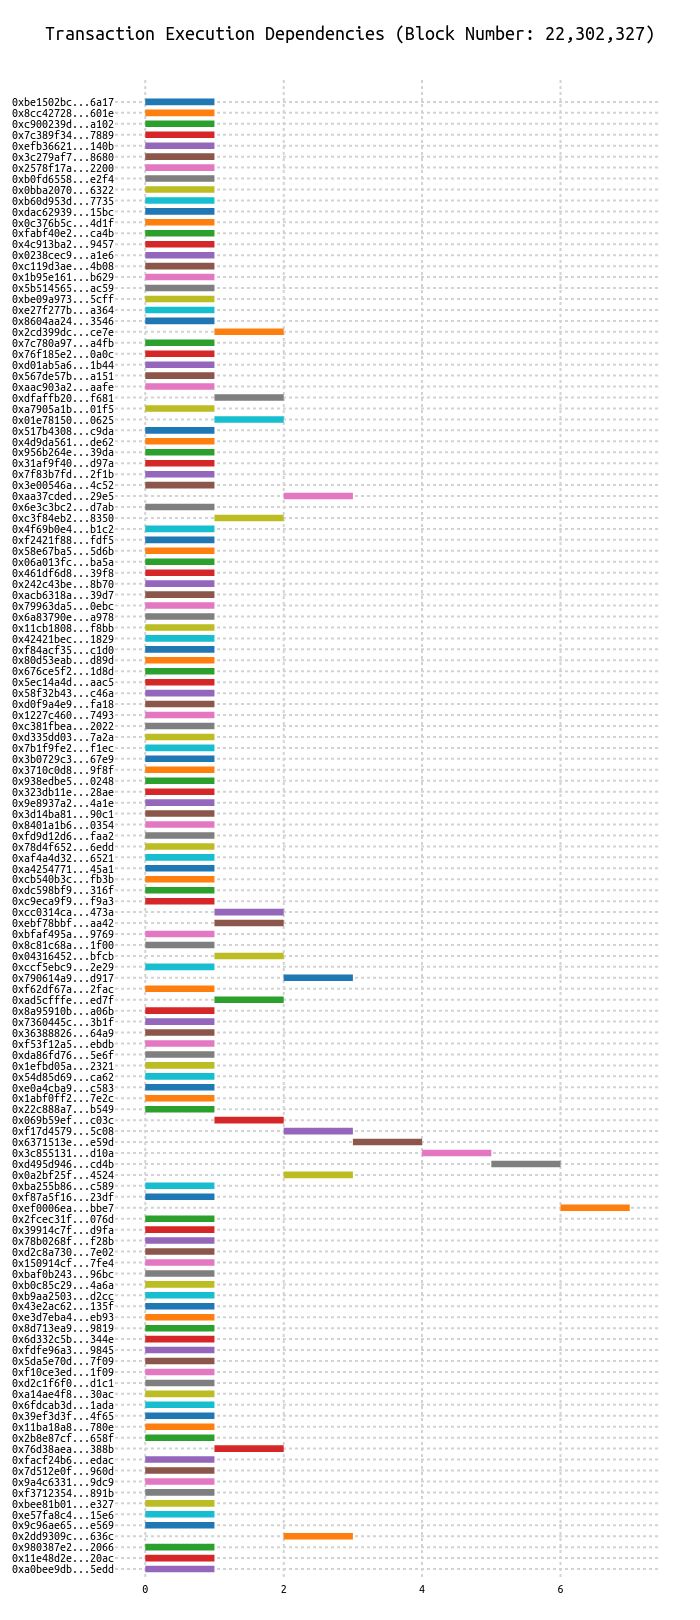 Transaction Execution Dependencies (Block Number: 22,302,327)
0xbe1502bc...6a17
0x8cc42728...601e
0xc900239d...a102
0x7c389f34...7889
0xefb36621...140b
0x3c279af7...8680
0x2578f17a...2200
0xb0fd6558...e2f4
0x0bba2070...6322
0xb60d953d...7735
0xdac62939...15bc
0x0c376b5c...4d1f
0xfabf40e2...ca4b
0x4c913ba2...9457
0x0238cec9...a1e6
0xc119d3ae...4b08
0x1b95e161...b629
0x5b514565...ac59
0xbe09a973...5cff
0xe27f277b...a364
0x8604aa24...3546
0x2cd399dc...ce7e
0x7c780a97...a4fb
0x76f185e2...0a0c
0xd01ab5a6...1b44
0x567de57b...a151
0xaac903a2...aafe
0xdfaffb20...f681
0xa7905a1b...01f5
0x01e78150...0625
0x517b4308...c9da
0x4d9da561...de62
0x956b264e...39da
0x31af9f40...d97a
0x7f83b7fd...2f1b
0x3e00546a...4c52
0xaa37cded...29e5
0x6e3c3bc2...d7ab
0xc3f84eb2...8350
0x4f69b0e4...b1c2
0xf2421f88...fdf5
0x58e67ba5...5d6b
0x06a013fc...ba5a
0x461df6d8...39f8
0x242c43be...8b70
0xacb6318a...39d7
0x79963da5...0ebc
0x6a83790e...a978
0x11cb1808...f8bb
0x42421bec...1829
0xf84acf35...c1d0
0x80d53eab...d89d
0x676ce5f2...1d8d
0x5ec14a4d...aac5
0x58f32b43...c46a
0xd0f9a4e9...fa18
0x1227c460...7493
0xc381fbea...2022
0xd335dd03...7a2a
0x7b1f9fe2...f1ec
0x3b0729c3...67e9
0x3710c0d8...9f8f
0x938edbe5...0248
0x323db11e...28ae
0x9e8937a2...4a1e
0x3d14ba81...90c1
0x8401a1b6...0354
0xfd9d12d6...faa2
0x78d4f652...6edd
0xaf4a4d32...6521
0xa4254771...45a1
0xcb540b3c...fb3b
0xdc598bf9...316f
0xc9eca9f9...f9a3
0xcc0314ca...473a
0xebf78bbf...aa42
0xbfaf495a...9769
0x8c81c68a...1f00
0x04316452...bfcb
0xccf5ebc9...2e29
0x790614a9...d917
0xf62df67a...2fac
0xad5cfffe...ed7f
0x8a95910b...a06b
0x7360445c...3b1f
0x36388826...64a9
0xf53f12a5...ebdb
0xda86fd76...5e6f
0x1efbd05a...2321
0x54d85d69...ca62
0xe0a4cba9...c583
0x1abf0ff2...7e2c
0x22c888a7...b549
0x069b59ef...c03c
0xf17d4579...5c08
0x6371513e...e59d
0x3c855131...d10a
0xd495d946...cd4b
0x0a2bf25f...4524
0xba255b86...c589
0xf87a5f16...23df
0xef0006ea...bbe7
0x2fcec31f...076d
0x39914c7f...d9fa
0x78b0268f...f28b
0xd2c8a730...7e02
0x150914cf...7fe4
0xbaf0b243...96bc
0xb0c85c29...4a6a
0xb9aa2503...d2cc
0x43e2ac62...135f
0xe3d7eba4...eb93
0x8d713ea9...9819
0x6d332c5b...344e
0xfdfe96a3...9845
0x5da5e70d...7f09
0xf10ce3ed...1f09
0xd2c1f6f0...d1c1
0xa14ae4f8...30ac
0x6fdcab3d...1ada
0x39ef3d3f...4f65
0x11ba18a8...780e
0x2b8e87cf...658f
0x76d38aea...388b
0xfacf24b6...edac
0x7d512e0f...960d
0x9a4c6331...9dc9
0xf3712354...891b
0xbee81b01...e327
0xe57fa8c4...15e6
0x9c96ae65...e569
0x2dd9309c...636c
0x980387e2...2066
0x11e48d2e...20ac
0xa0bee9db...5edd
0 2 4 6